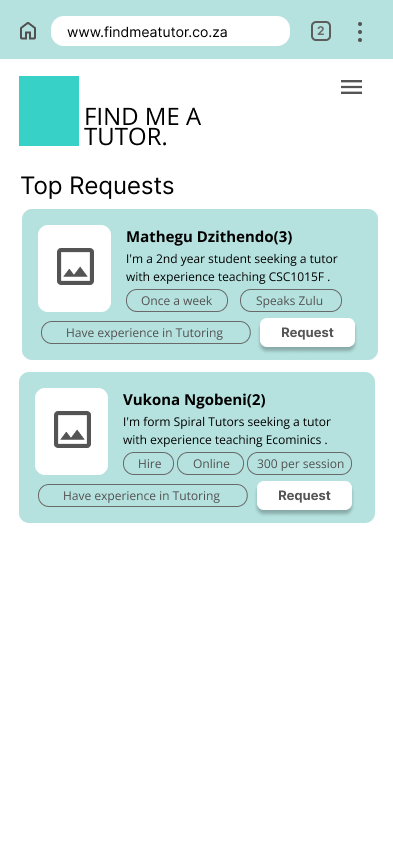 www.findmeatutor.co.za
2
FIND ME A
TUTOR.
Top Requests
Mathegu Dzithendo(3)
I'm a 2nd year student seeking a tutor
with experience teaching CSC1015F .
Once a week
Speaks Zulu
Have experience in Tutoring
Request
Vukona Ngobeni(2)
I'm form Spiral Tutors seeking a tutor
with experience teaching Ecominics .
Hire
Online
300 per session
Have experience in Tutoring
Request